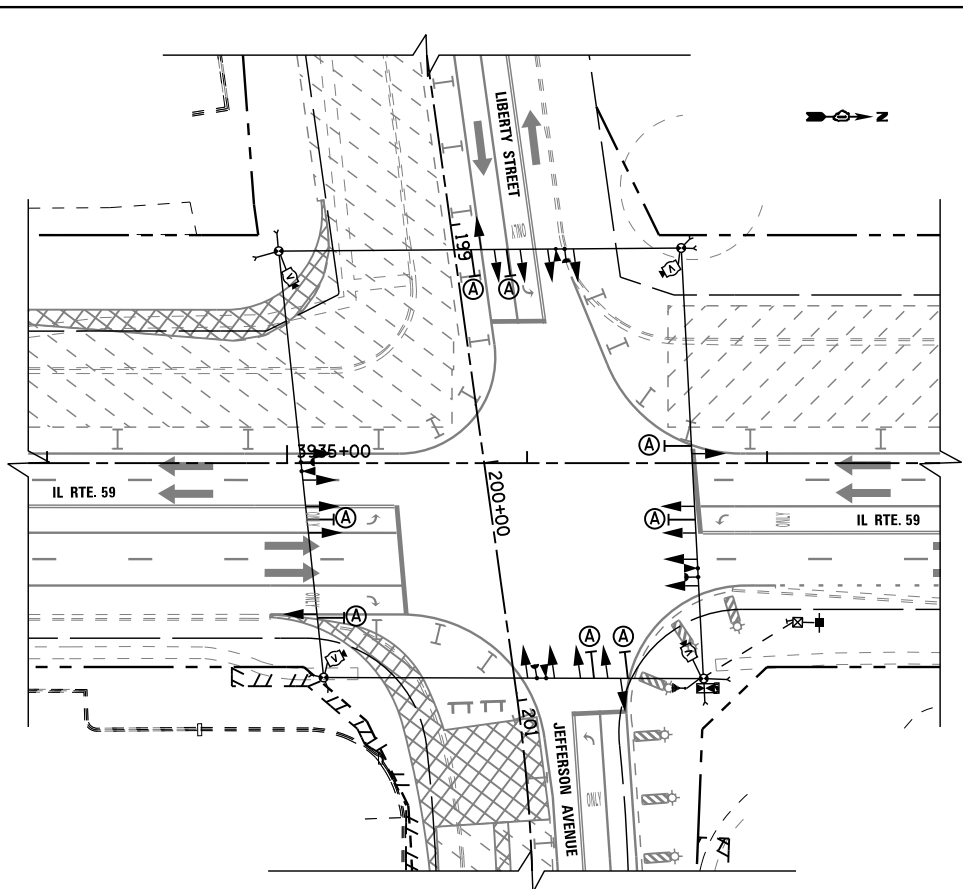 LIBERTY STREET
N
ONLY
199
A
A
V
V
3935+00
A
IL RTE. 59
200+00
ONLY
A
A
ONLY
IL RTE. 59
ONLY
A
A
A
V
V
201
JEFFERSON AVENUE
ONLY